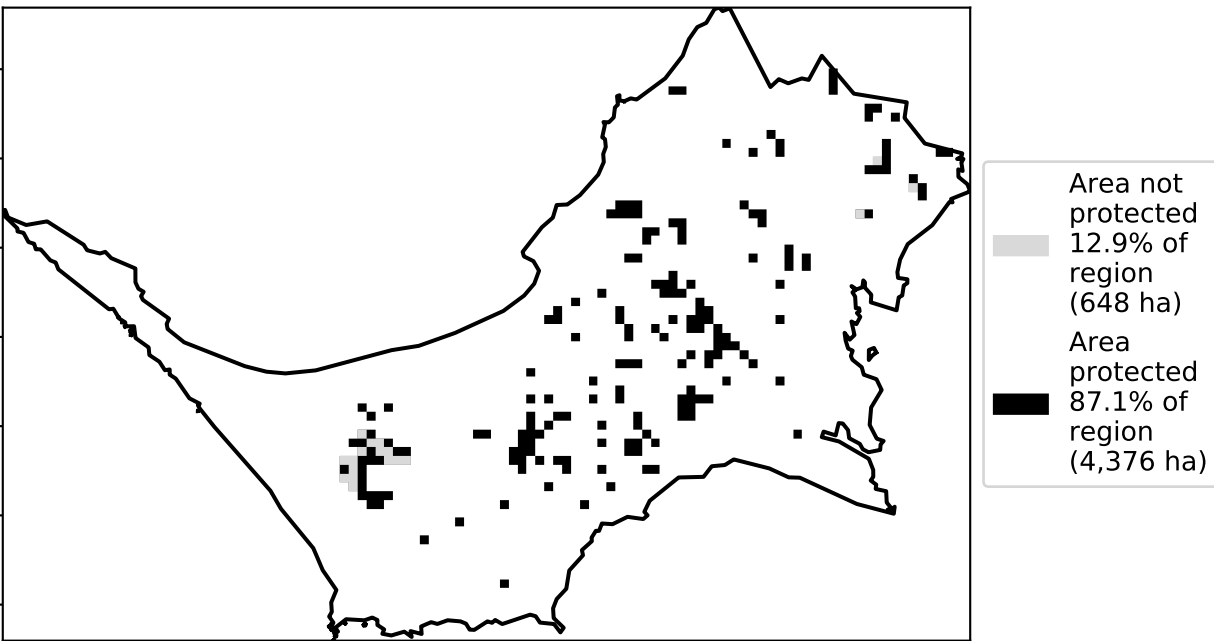 Area not
protected
12.9% of
region
(648 ha)
Area
protected
87.1% of
region
(4,376 ha)